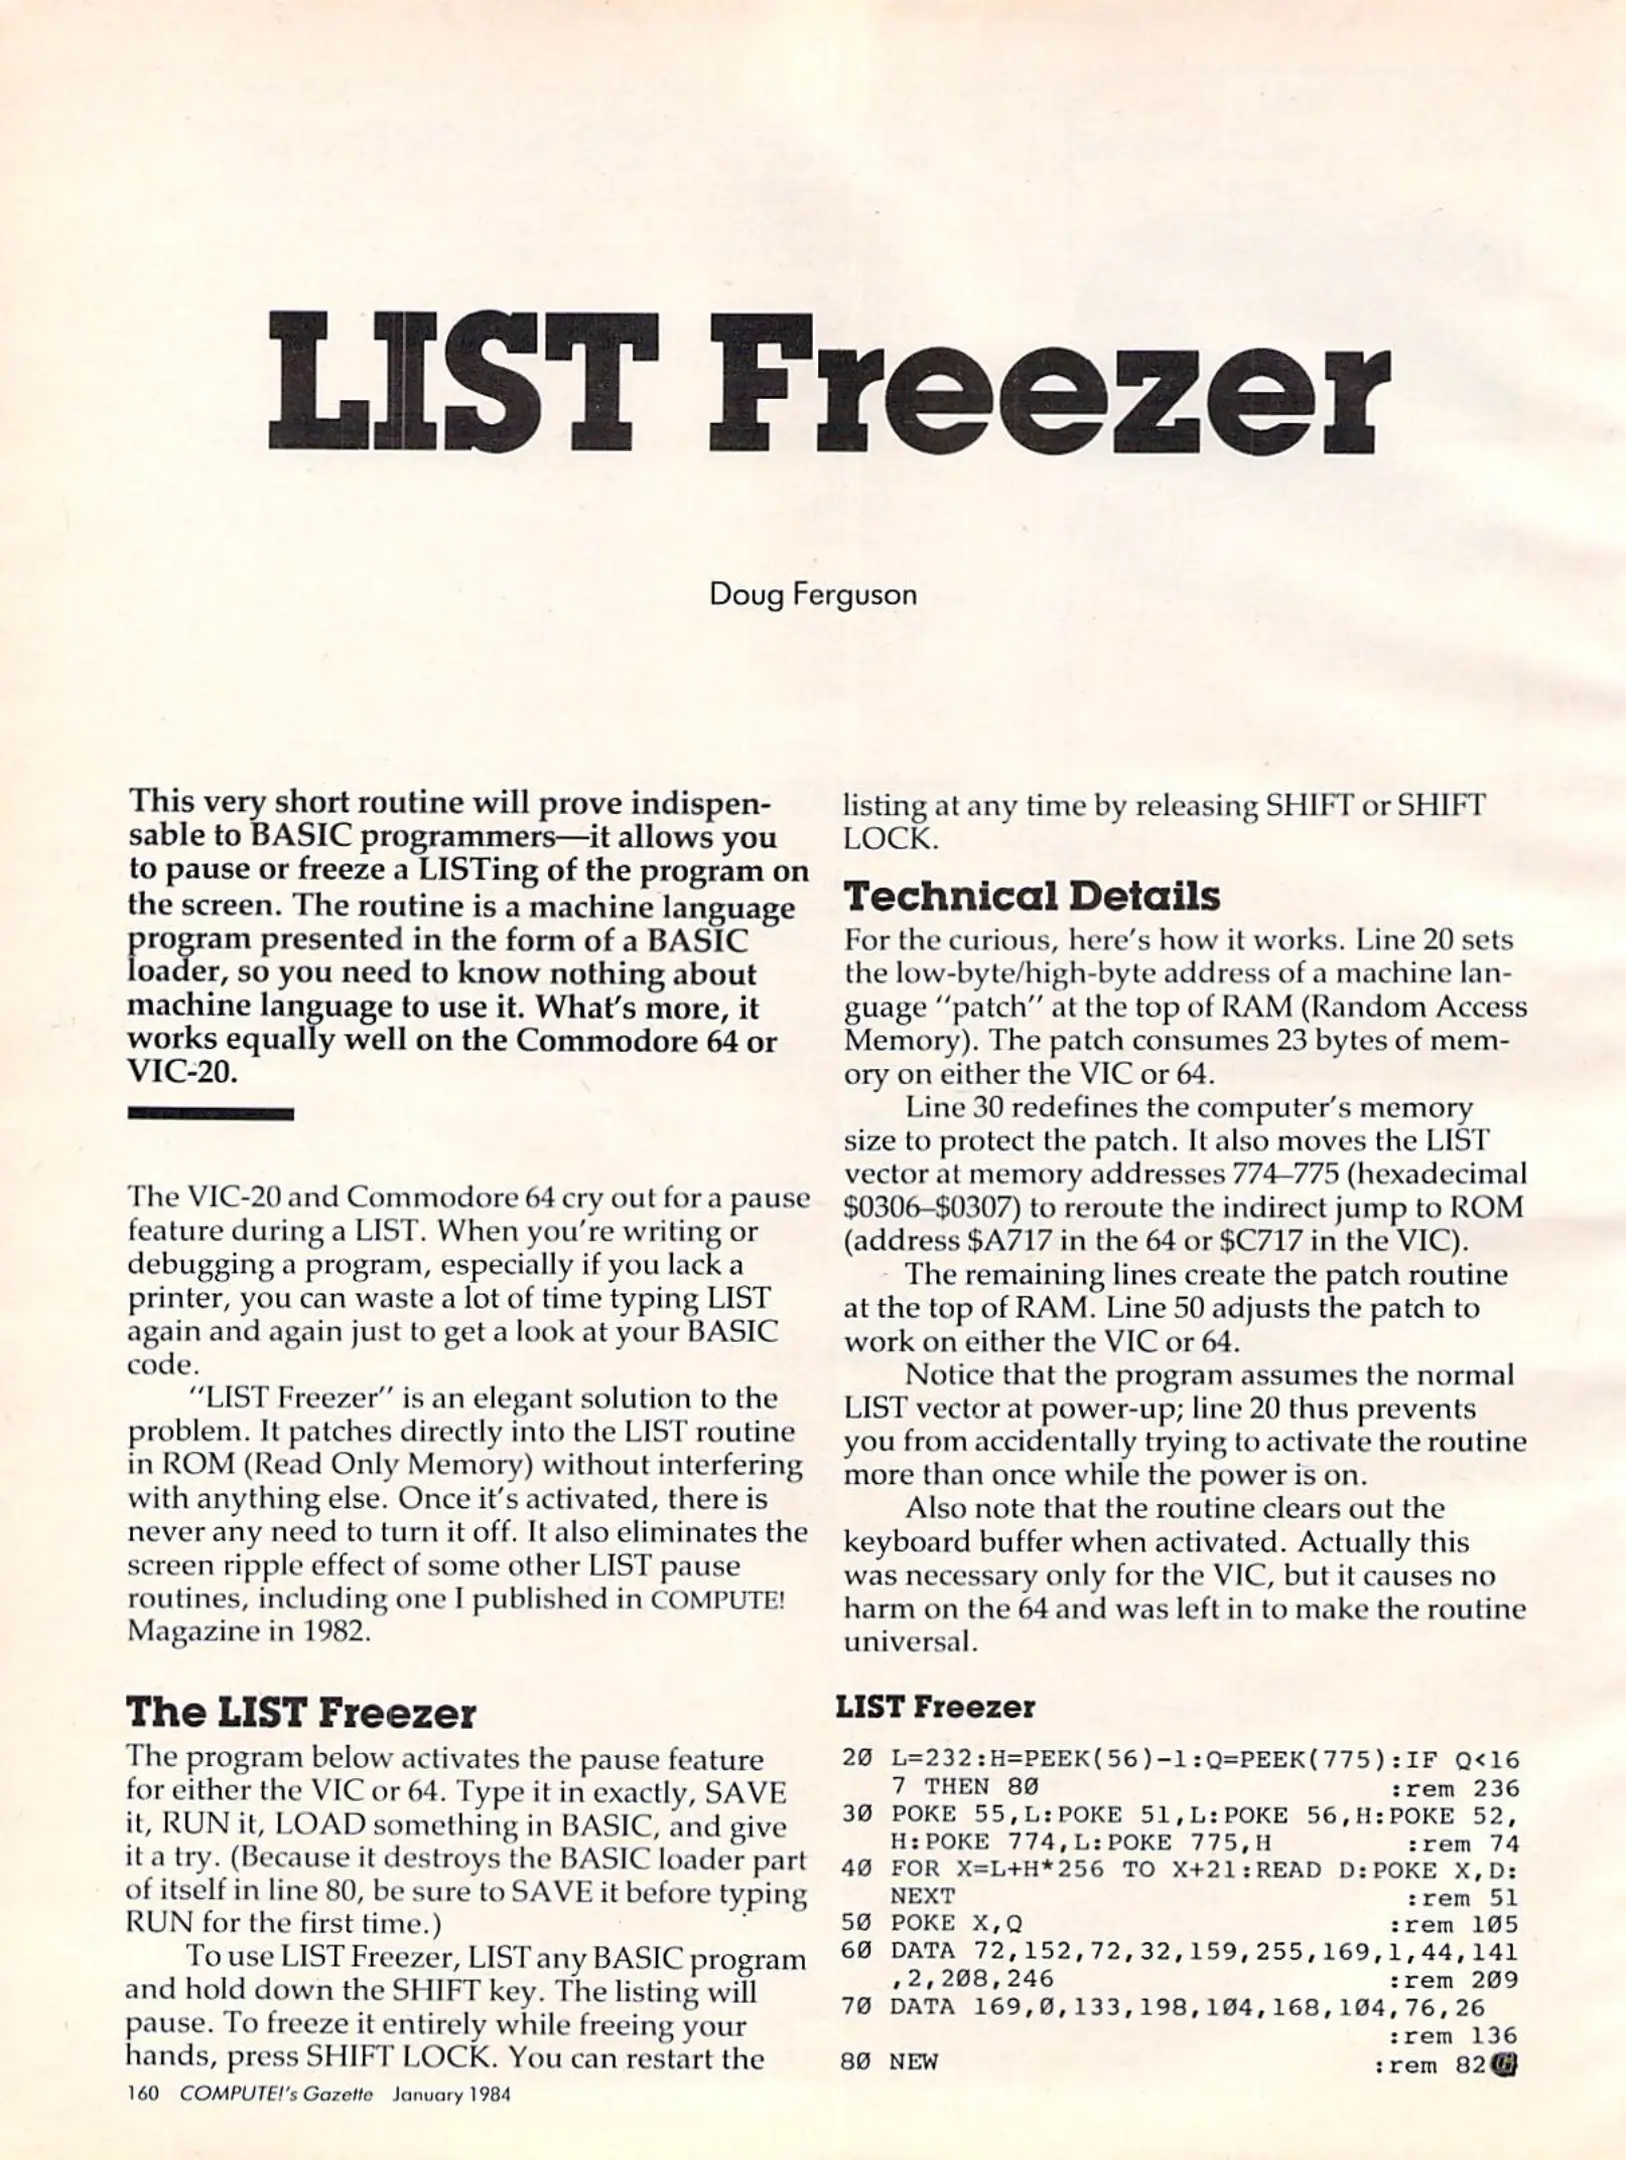 LIST Freezer
Doug Ferguson
This very short routine will prove indispen-
sable to BASIC programmers—it allows you
to pause or freeze a LISTing of the program on
the screen. The routine is a machine language
program presented in the form of a BASIC
loader, so you need to know nothing about
machine language to use it. What's more, it
works equally well on the Commodore 64 or
VIC-20.
The VIC-20 and Commodore 64 cry out for a pause
feature during a LIST. When you're writing or
debugging a program, especially if you lack a
printer, you can waste a lot of time typing LIST
again and again just to get a look at your BASIC
code.
"LIST Freezer" is an elegant solution to the
problem. It patches directly into the LIST routine
in ROM (Read Only Memory) without interfering
with anything else. Once it's activated, there is
never any need to turn it off. It also eliminates the
screen ripple effect of some other LIST pause
routines, including one I published in COMPUTE!
Magazine in 1982.
The LIST Freezer
The program below activates the pause feature
for either the VIC or 64. Type it in exactly, SAVE
it, RUN it, LOAD something in BASIC, and give
it a try. (Because it destroys the BASIC loader part
of itself in line 80, be sure to SAVE it before typing
RUN for the first time.)
To use LIST Freezer, LIST any BASIC program
and hold down the SHIFT key. The listing will
pause. To freeze it entirely while freeing your
hands, press SHIFT LOCK. You can restart the
listing at any time by releasing SHIFT or SHIFT
LOCK.
Technical Details
For the curious, here's how it works. Line 20 sets
the low-byte/high-byte address of a machine lan-
guage "patch" at the top of RAM (Random Access
Memory). The patch consumes 23 bytes of mem-
ory on either the VIC or 64.
Line 30 redefines the computer's memory
size to protect the patch. It also moves the LIST
vector at memory addresses 774–775 (hexadecimal
$0306–$0307) to reroute the indirect jump to ROM
(address $A717 in the 64 or $C717 in the VIC).
The remaining lines create the patch routine
at the top of RAM. Line 50 adjusts the patch to
work on either the VIC or 64.
Notice that the program assumes the normal
LIST vector at power-up; line 20 thus prevents
you from accidentally trying to activate the routine
more than once while the power is on.
Also note that the routine clears out the
keyboard buffer when activated. Actually this
was necessary only for the VIC, but it causes no
harm on the 64 and was left in to make the routine
universal.
LIST Freezer
20 L=232:H=PEEK(56)-1:Q=PEEK(775):IF Q<16
7 THEN 80 :rem 236
30 POKE 55,L:POKE 51,L:POKE 56,H:POKE 52,
H:POKE 774,L:POKE 775,H :rem 74
40 FOR X=L+H*256 TO X+21:READ D:POKE X,D:
NEXT :rem 51
50 POKE X,Q :rem 105
60 DATA 72,152,72,32,159,255,169,1,44,141
,2,208,246 :rem 209
70 DATA 169,0,133,198,104,168,104,76,26
:rem 136
80 NEW :rem 82
160 COMPUTE!'s Gazette January 1984